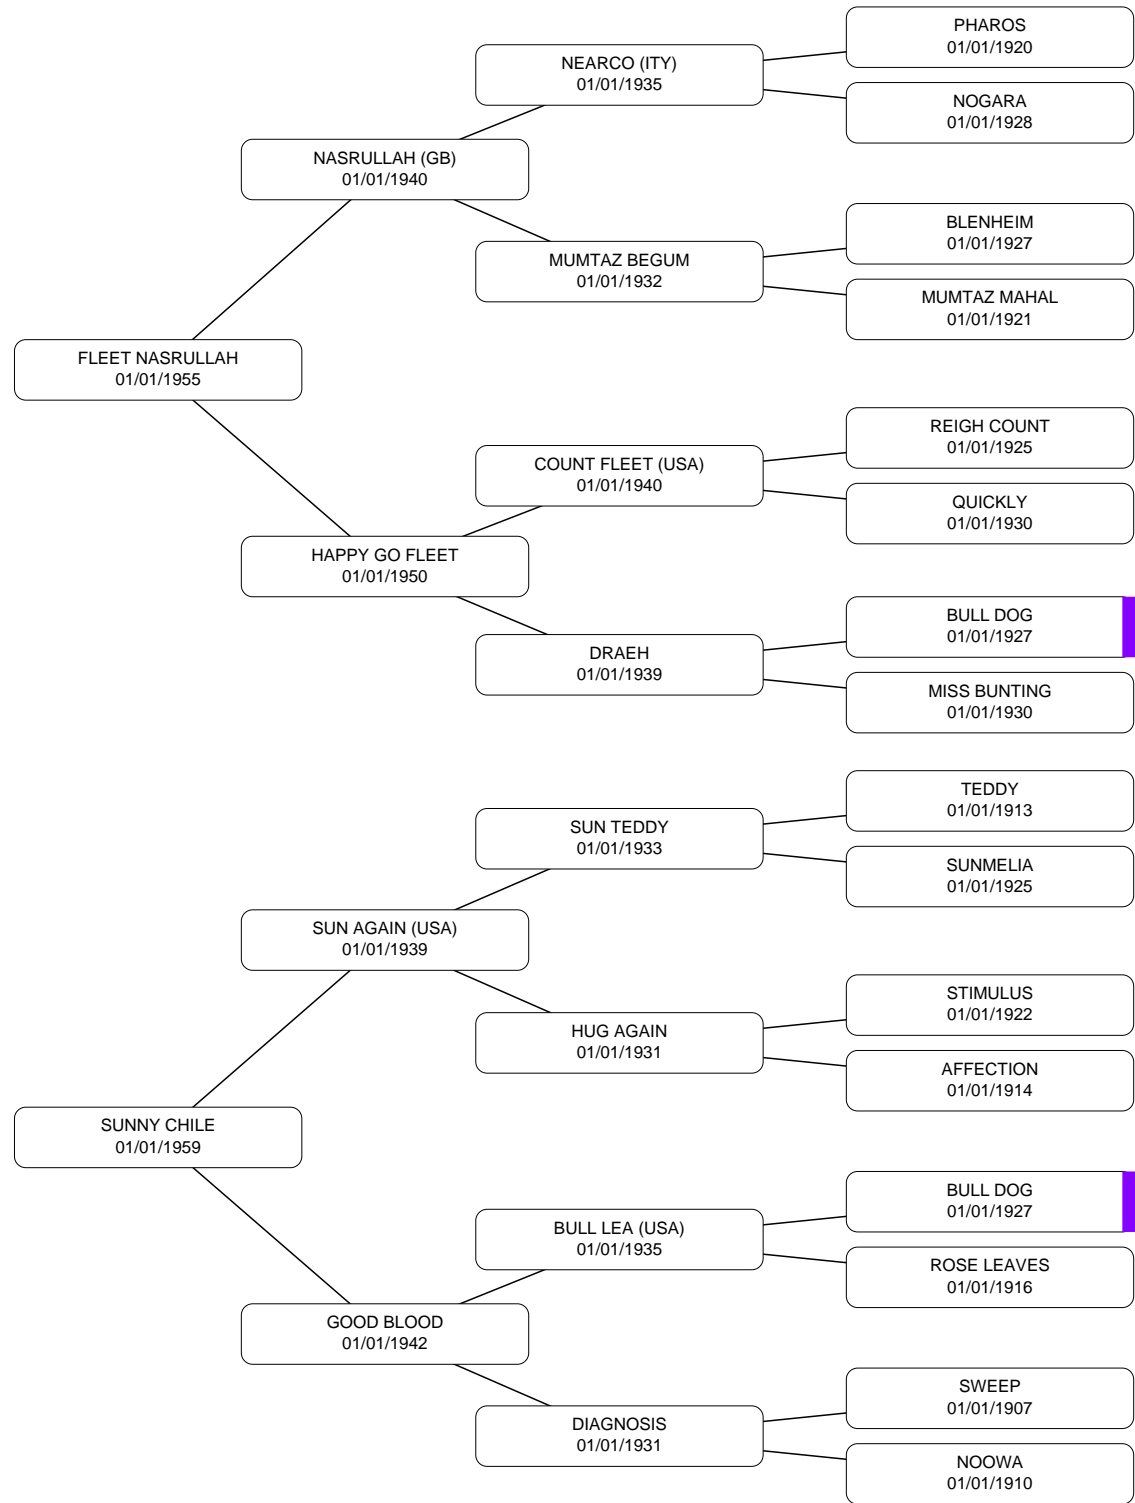 PHAROS
01/01/1920
NEARCO (ITY)
01/01/1935
NOGARA
01/01/1928
NASRULLAH (GB)
01/01/1940
BLENHEIM
01/01/1927
MUMTAZ BEGUM
01/01/1932
MUMTAZ MAHAL
01/01/1921
FLEET NASRULLAH
01/01/1955
REIGH COUNT
01/01/1925
COUNT FLEET (USA)
01/01/1940
QUICKLY
01/01/1930
HAPPY GO FLEET
01/01/1950
BULL DOG
01/01/1927
DRAEH
01/01/1939
MISS BUNTING
01/01/1930
TEDDY
01/01/1913
SUN TEDDY
01/01/1933
SUNMELIA
01/01/1925
SUN AGAIN (USA)
01/01/1939
STIMULUS
01/01/1922
HUG AGAIN
01/01/1931
AFFECTION
01/01/1914
SUNNY CHILE
01/01/1959
BULL DOG
01/01/1927
BULL LEA (USA)
01/01/1935
ROSE LEAVES
01/01/1916
GOOD BLOOD
01/01/1942
SWEEP
01/01/1907
DIAGNOSIS
01/01/1931
NOOWA
01/01/1910